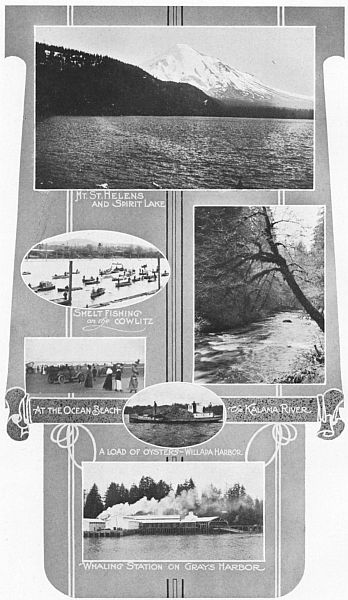 MT. ST. HELENS
AND SPIRIT LAKE
SMELT FISHING
on the COWLITZ
AT THE OCEAN BEACH
On KALAMA RIVER
A LOAD OF OYSTERS - WILLAPA HARBOR
WHALING STATION ON GRAYS HARBOR